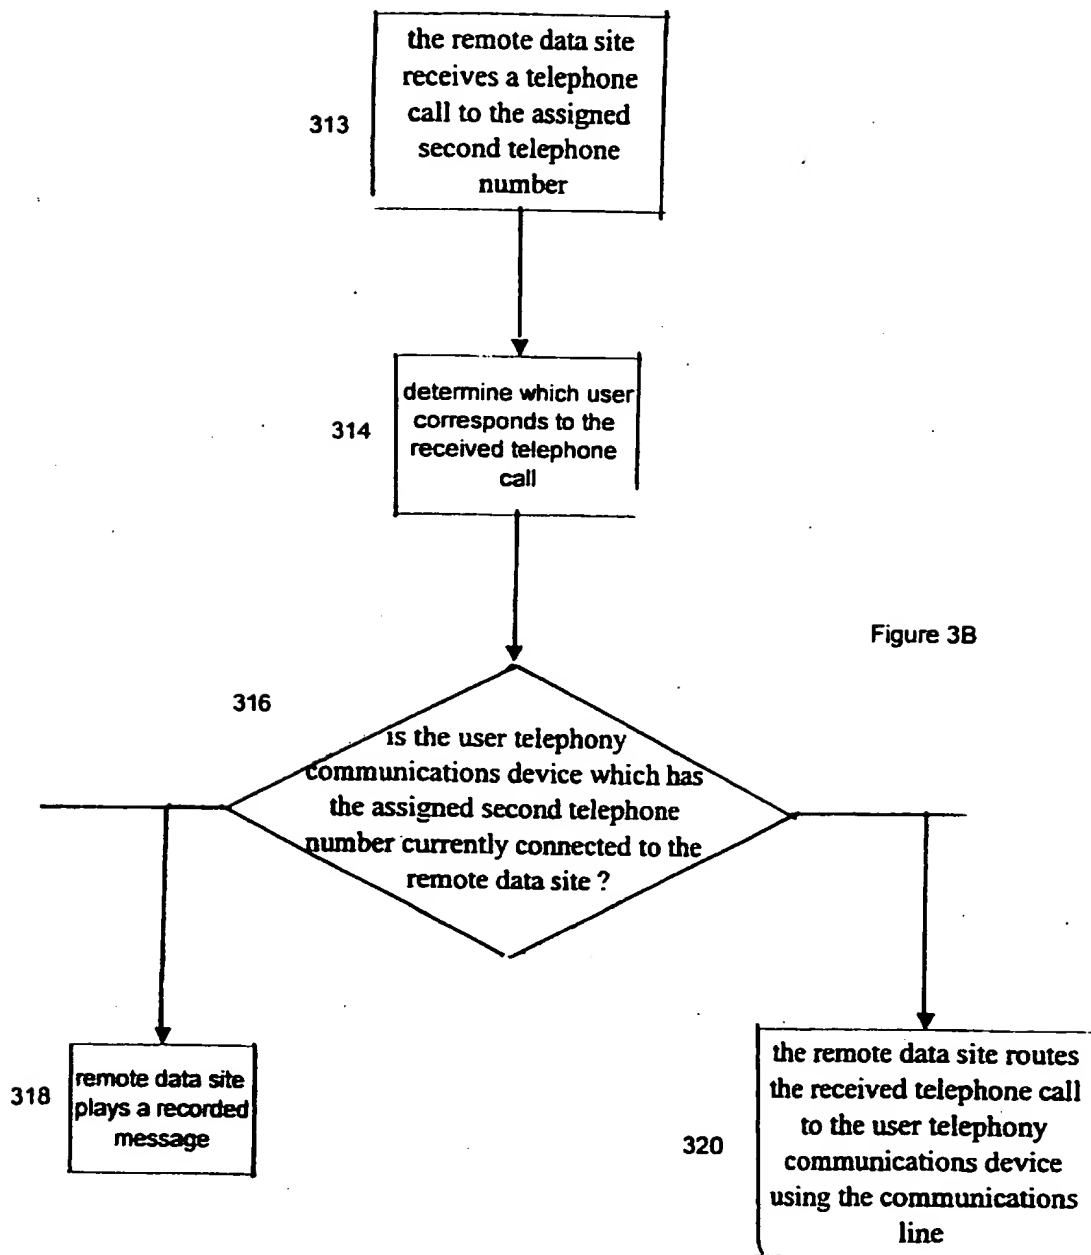 the remote data site
receives a telephone
call to the assigned
second telephone
number
313
determine which user
corresponds to the
received telephone
call
314
Figure 3B
316
is the user telephony
communications device which has
the assigned second telephone
number currently connected to the
remote data site ?
318
remote data site
plays a recorded
message
320
the remote data site routes
the received telephone call
to the user telephony
communications device
using the communications
line